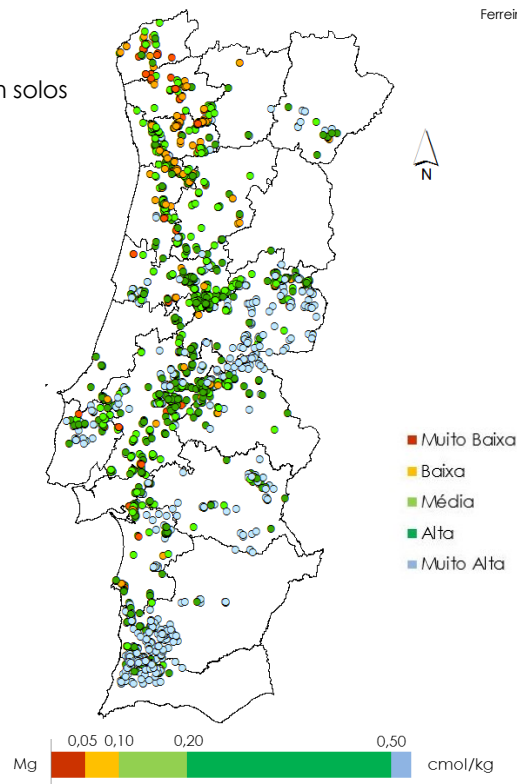 Ferreir
n solos
N
Muito Baixa
Baixa
Média
Alta
Muito Alta
0,05 0,10 0,20 0,50
Mg cmol/kg